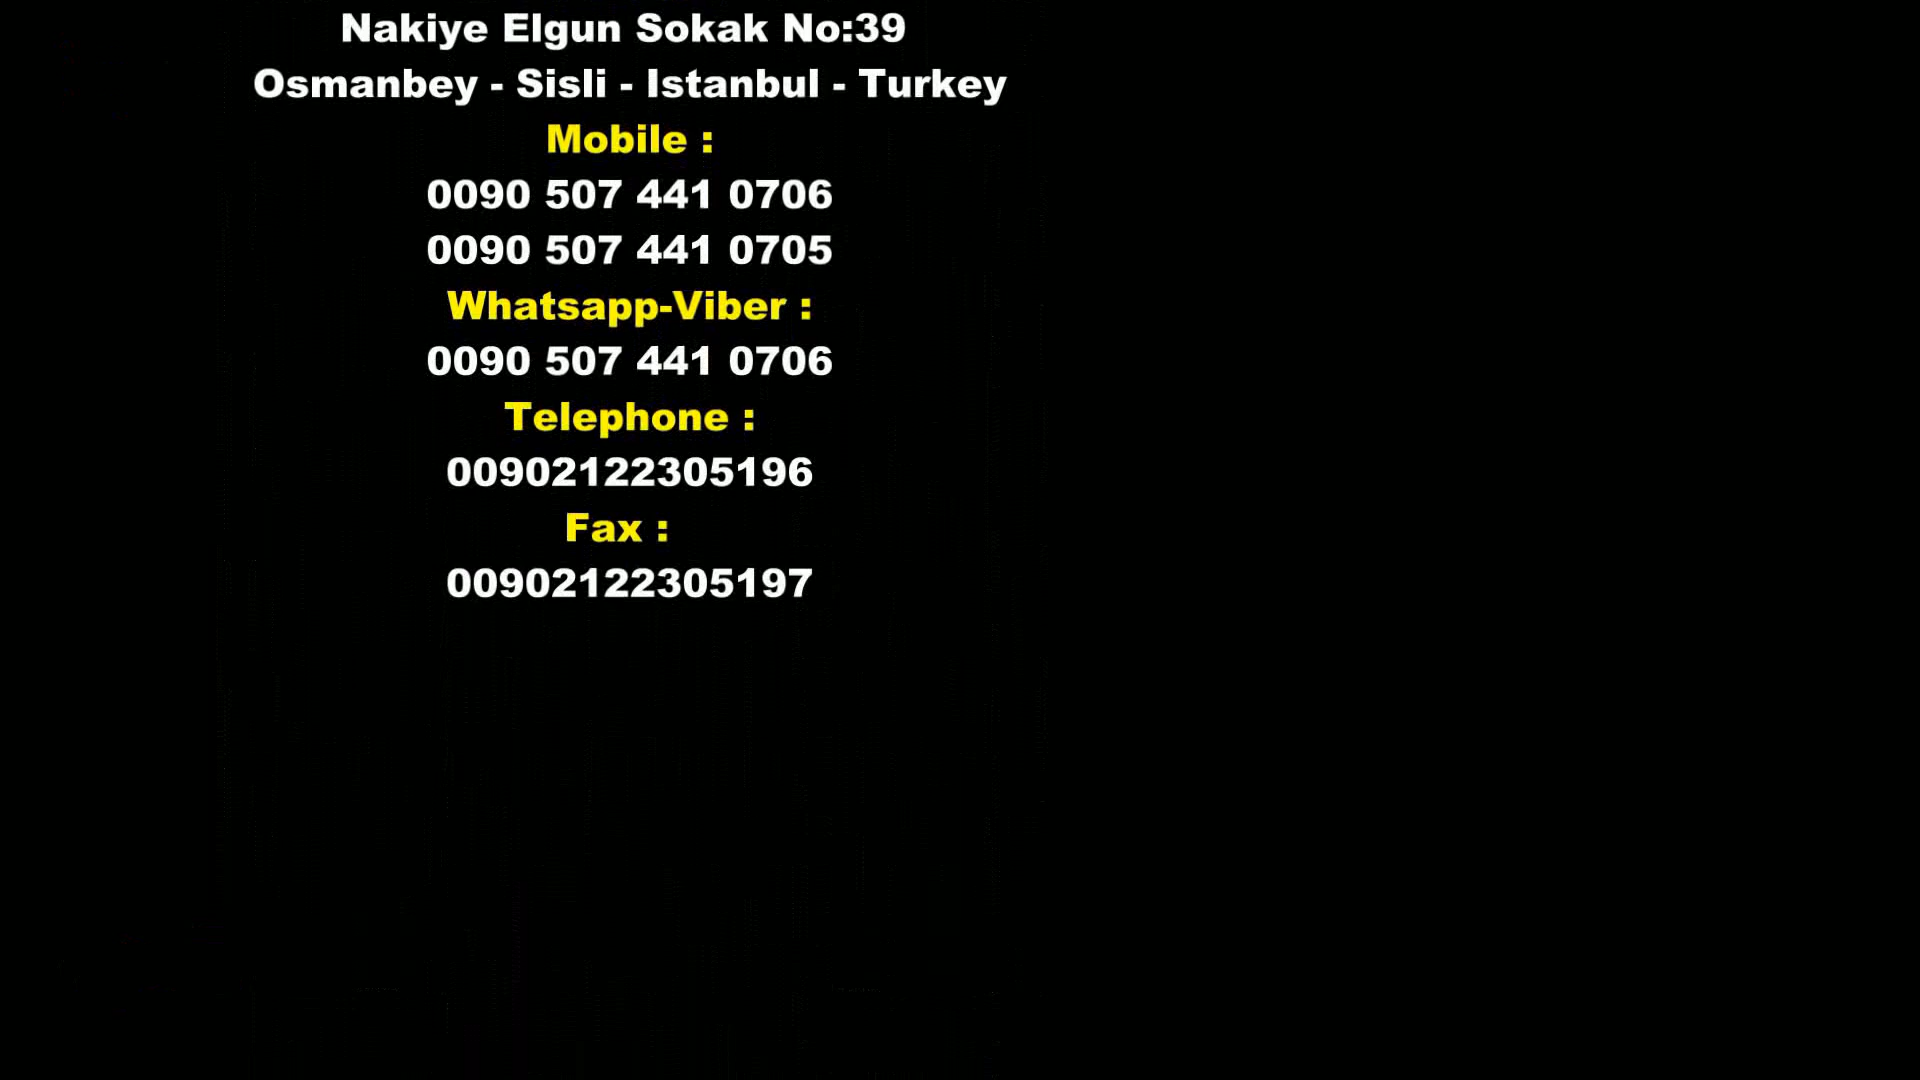 Nakiye Elgun Sokak No:39
Osmanbey - Sisli - Istanbul - Turkey
Mobile :
0090 507 441 0706
0090 507 441 0705
Whatsapp-Viber :
0090 507 441 0706
Telephone :
00902122305196
Fax :
00902122305197